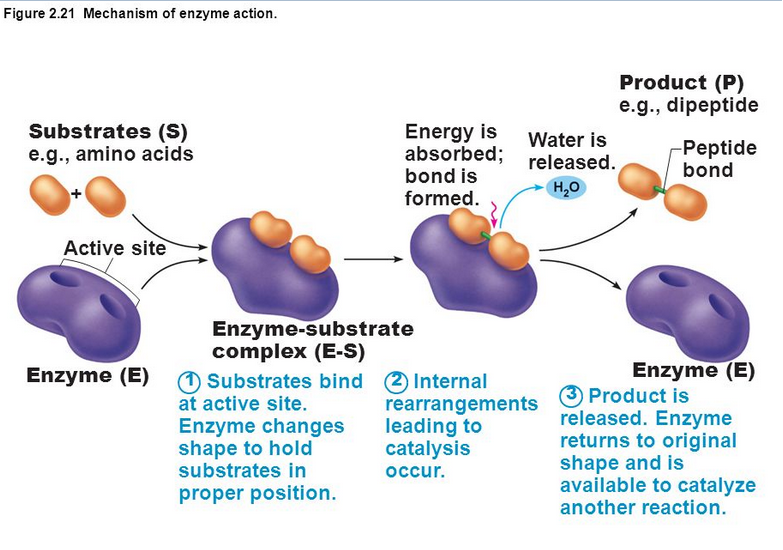 Figure 2.21 Mechanism of enzyme action.
Substrates (S)
e.g., amino acids
+
Active site
Enzyme (E)
Enzyme-substrate
complex (E-S)
① Substrates bind
at active site.
Enzyme changes
shape to hold
substrates in
proper position.
Energy is
absorbed;
bond is
formed.
Water is
released.
H₂O
② Internal
rearrangements
leading to
catalysis
occur.
Product (P)
e.g., dipeptide
Peptide
bond
Enzyme (E)
③ Product is
released. Enzyme
returns to original
shape and is
available to catalyze
another reaction.